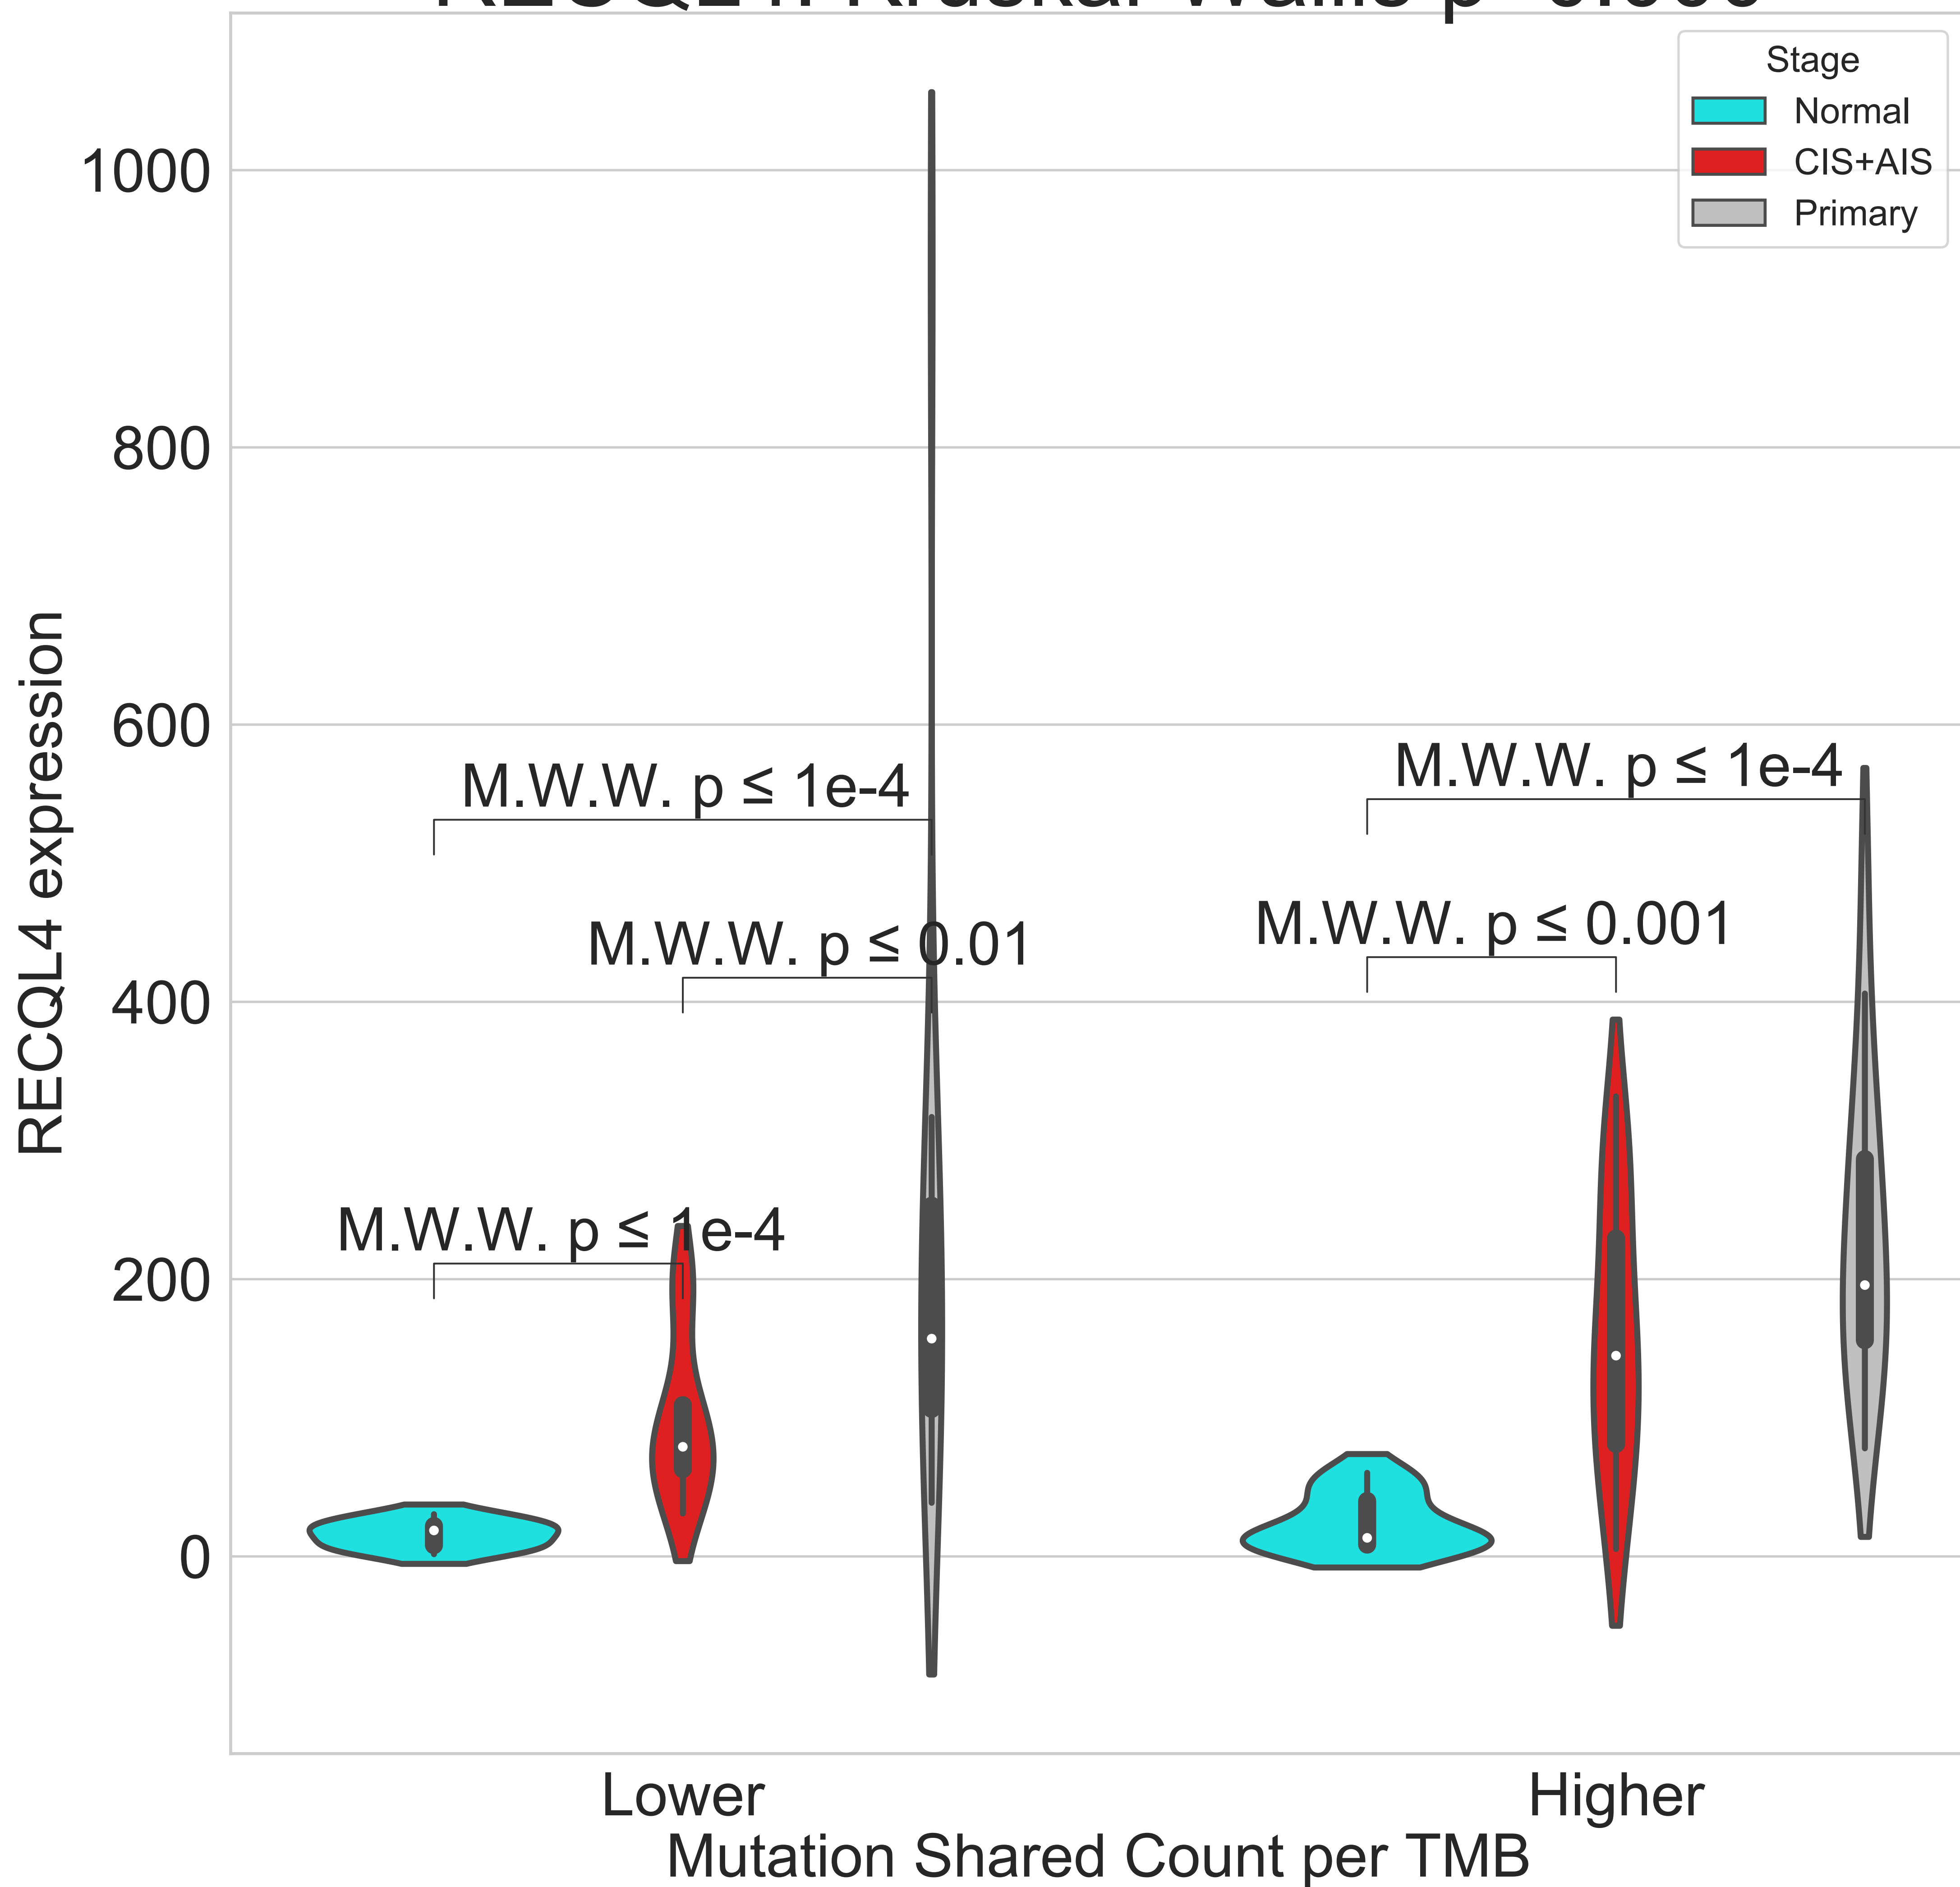 Stage
Normal
CIS+AIS
Primary
1000
800
600
400
200
0
RECQL4 expression
M.W.W. p ≤ 1e-4
M.W.W. p ≤ 0.01
M.W.W. p ≤ 1e-4
M.W.W. p ≤ 1e-4
M.W.W. p ≤ 0.001
Lower
Higher
Mutation Shared Count per TMB